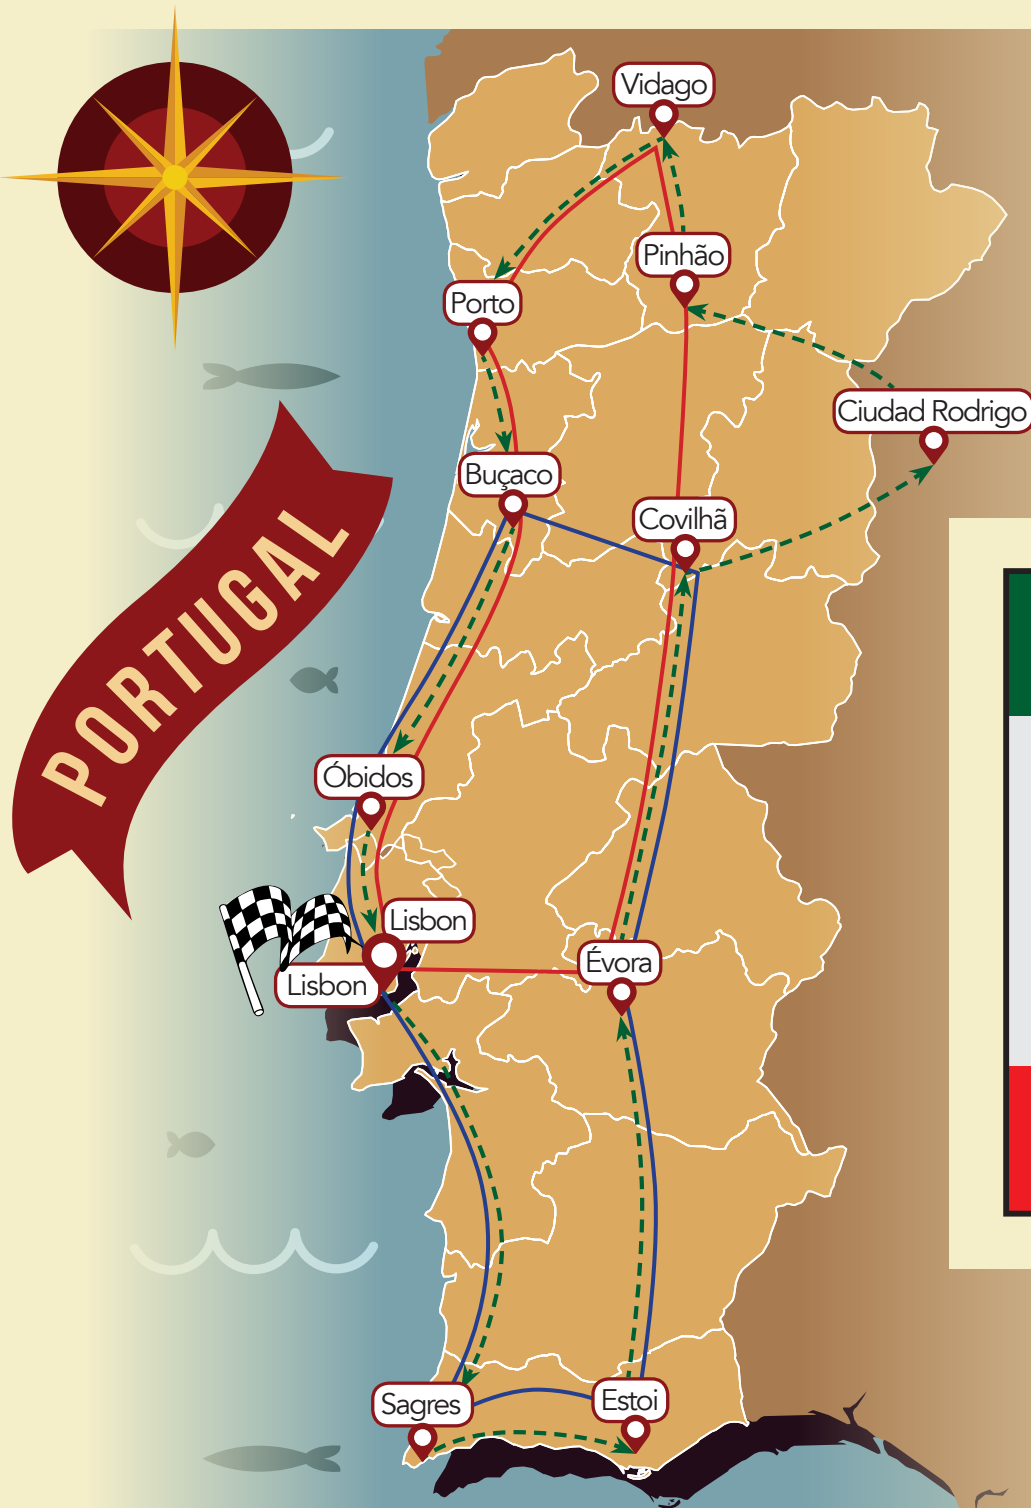 Vidago
Pinhão
Porto
Ciudad Rodrigo
Buçaco
Covilhã
PORTUGAL
Óbidos
Lisbon
Évora
Lisbon
Sagres
Estoi